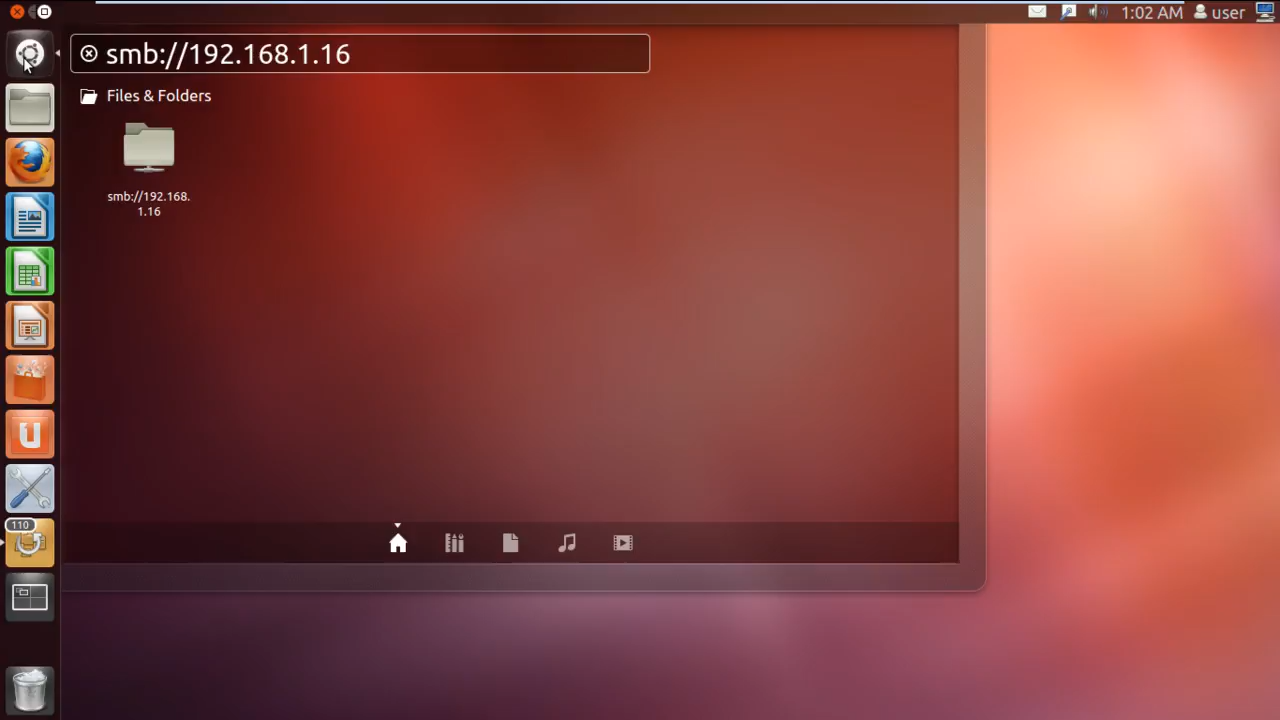 1:02 AM user
smb://192.168.1.16
Files & Folders
smb://192.168.
1.16
110